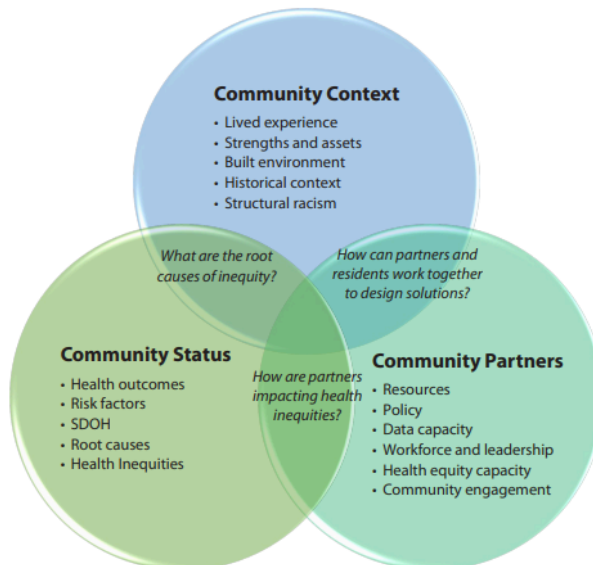 Community Context
• Lived experience
• Strengths and assets
• Built environment
• Historical context
• Structural racism
What are the root
causes of inequity?
How can partners and
residents work together
to design solutions?
Community Status
• Health outcomes
• Risk factors
• SDOH
• Root causes
• Health Inequities
How are partners
impacting health
inequities?
Community Partners
• Resources
• Policy
• Data capacity
• Workforce and leadership
• Health equity capacity
• Community engagement